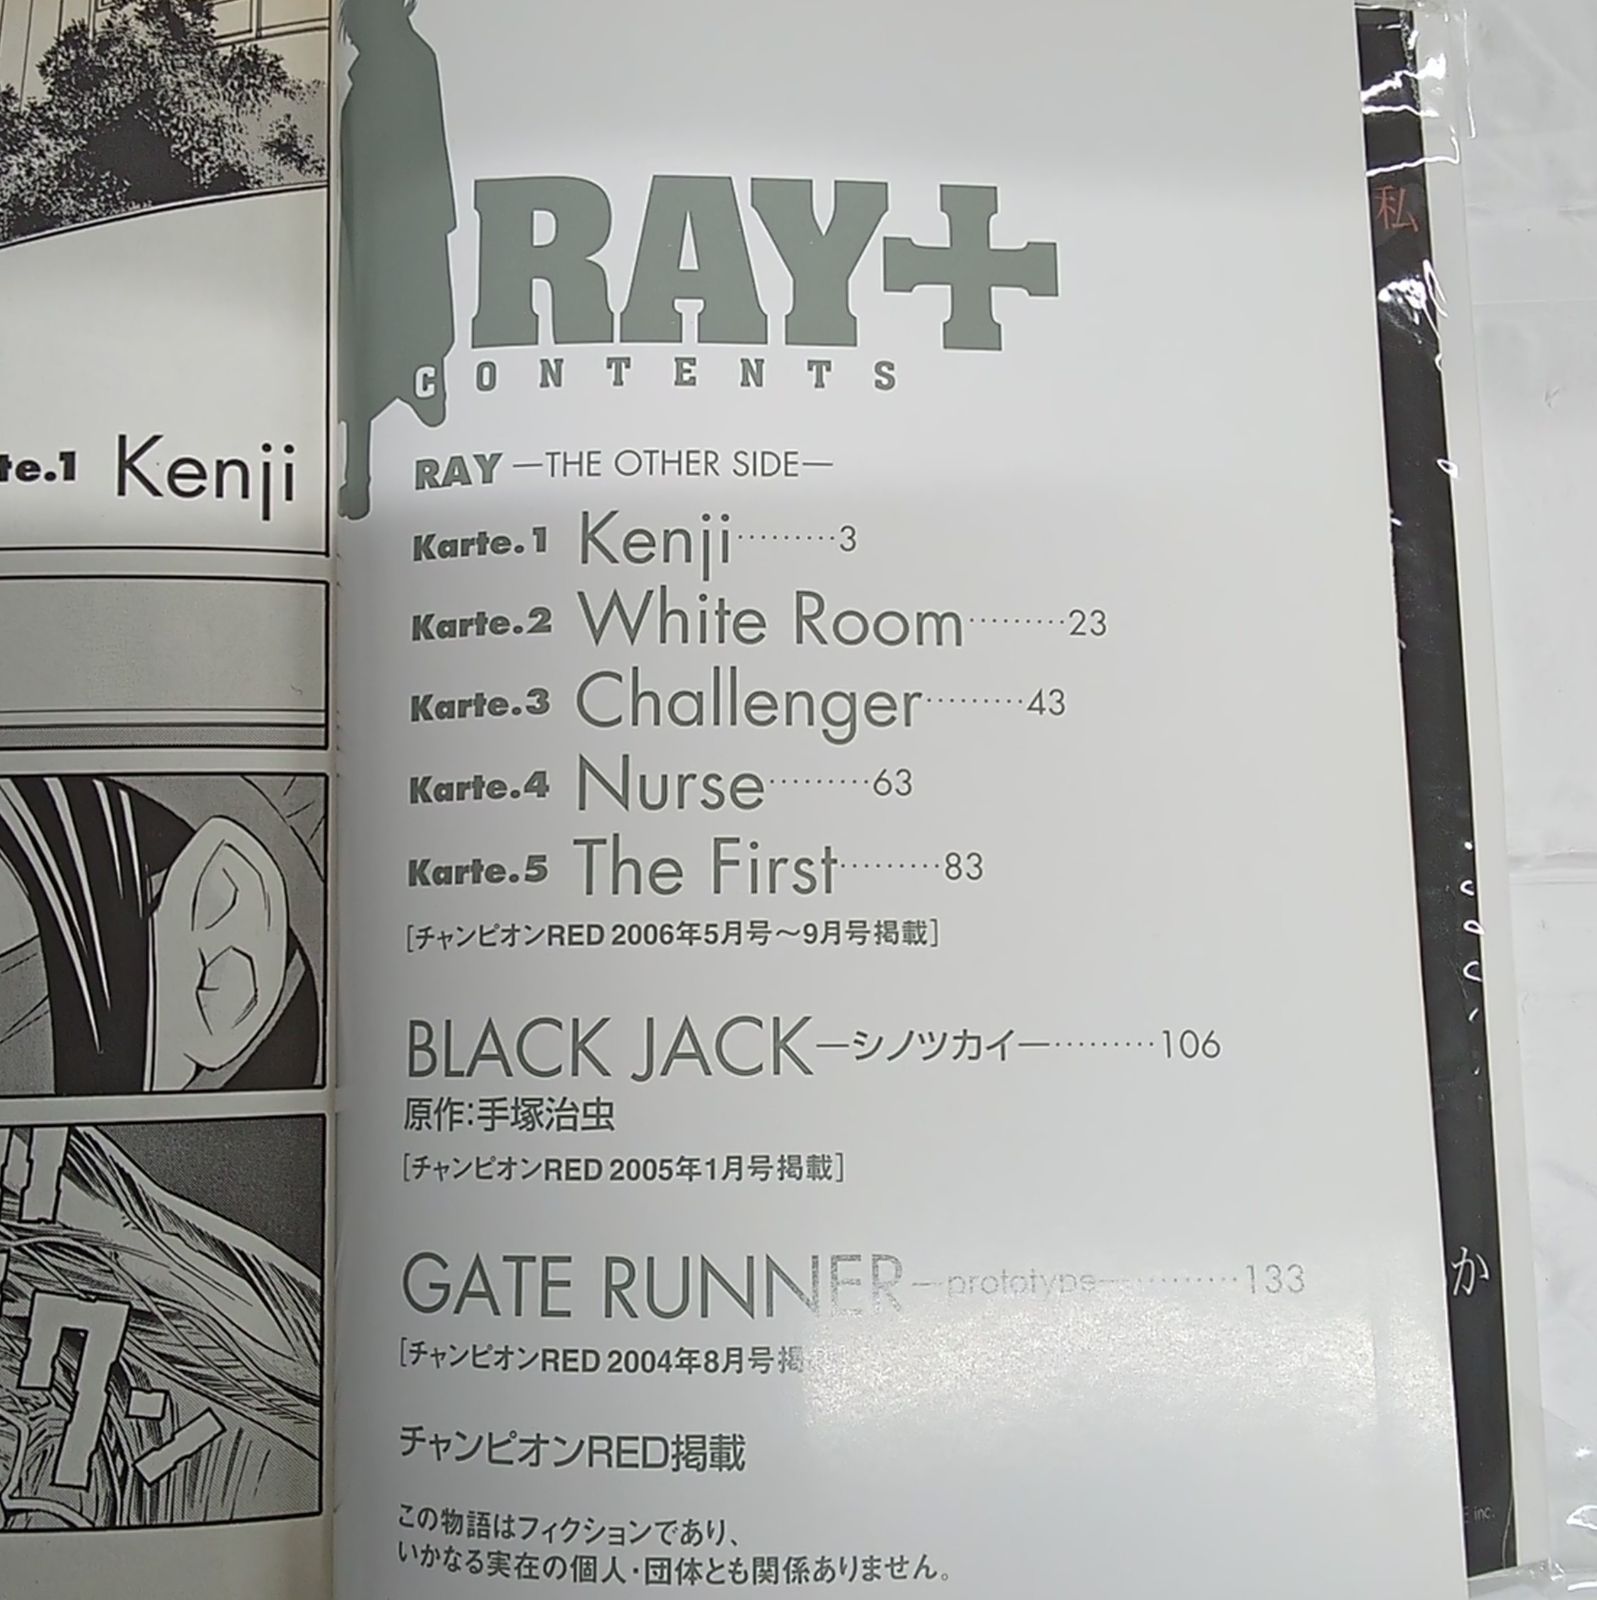 te.1 Kenji
RAY+
CONTENTS
RAY —THE OTHER SIDE—
Karte.1 Kenji………3
Karte.2 White Room………23
Karte.3 Challenger………43
Karte.4 Nurse………63
Karte.5 The First………83
[チャンピオンRED 2006年5月号〜9月号掲載]
BLACK JACK—シノツカイ—………106
原作:手塚治虫
[チャンピオンRED 2005年1月号掲載]
GATE RUNNER—prototype—………133
[チャンピオンRED 2004年8月号掲
チャンピオンRED掲載
この物語はフィクションであり、
いかなる実在の個人・団体とも関係ありません。
私
か
inc.